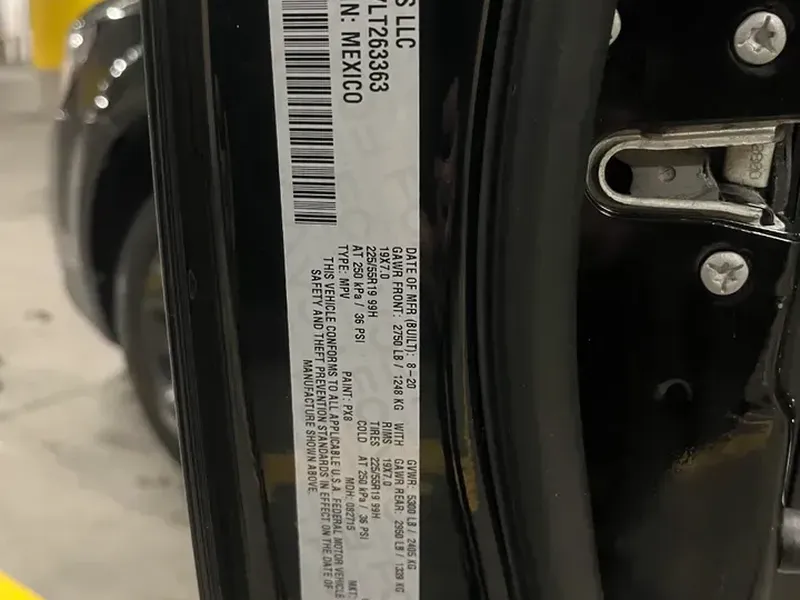 S LLC
DATE OF MFR (BUILT): 8-20 GVWR: 5300 LB / 2405 KG
GAWR FRONT: 2750 LB / 1248 KG WITH GAWR REAR: 2950 LB / 1339 KG
19X7.0 RIMS 19X7.0
225/55R19 99H TIRES 225/55R19 99H
AT 250 kPa / 36 PSI COLD AT 250 kPa / 36 PSI
LT263363
TYPE: MPV PAINT: PX8 MDH: 082715 MKT:
IN: MEXICO
THIS VEHICLE CONFORMS TO ALL APPLICABLE U.S.A. FEDERAL MOTOR VEHICLE
SAFETY AND THEFT PREVENTION STANDARDS IN EFFECT ON THE DATE OF
MANUFACTURE SHOWN ABOVE.